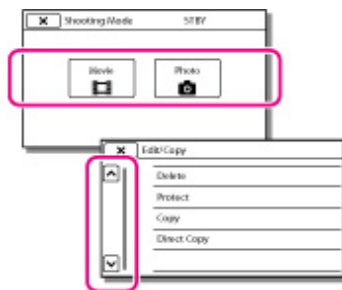 X Shooting Mode STBY
Movie Photo
X Edit/Copy
Delete
Protect
Copy
Direct Copy